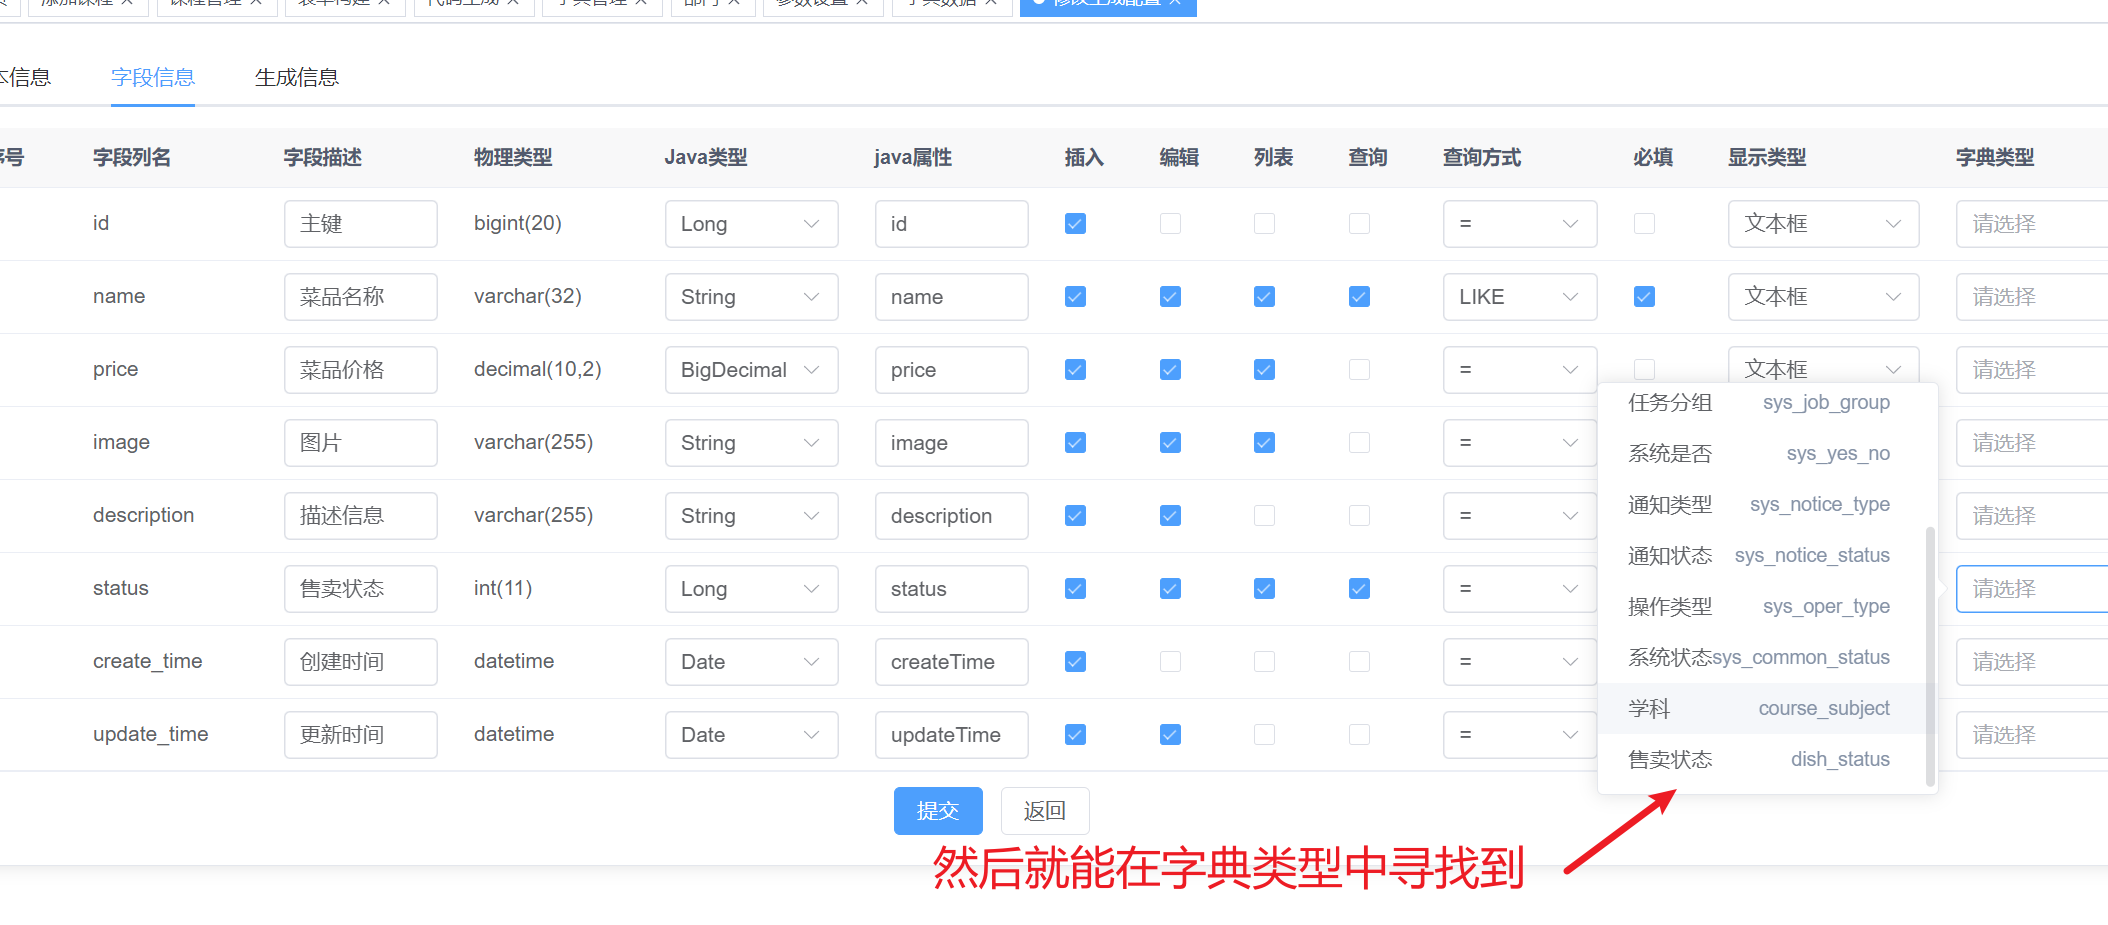 添加课程 × 课程管理 × 表单构建 × 代码生成 × 字典管理 × 部门 × 参数设置 × 字典数据 × 修改生成配置 ×
本信息 字段信息 生成信息
序号 字段列名 字段描述 物理类型 Java类型 java属性 插入 编辑 列表 查询 查询方式 必填 显示类型 字典类型
id 主键 bigint(20) Long id = 文本框 请选择
name 菜品名称 varchar(32) String name LIKE 文本框 请选择
price 菜品价格 decimal(10,2) BigDecimal price = 文本框 请选择
image 图片 varchar(255) String image = 请选择
description 描述信息 varchar(255) String description = 请选择
status 售卖状态 int(11) Long status = 请选择
create_time 创建时间 datetime Date createTime = 请选择
update_time 更新时间 datetime Date updateTime = 请选择
任务分组 sys_job_group
系统是否 sys_yes_no
通知类型 sys_notice_type
通知状态 sys_notice_status
操作类型 sys_oper_type
系统状态sys_common_status
学科 course_subject
售卖状态 dish_status
提交 返回
然后就能在字典类型中寻找到